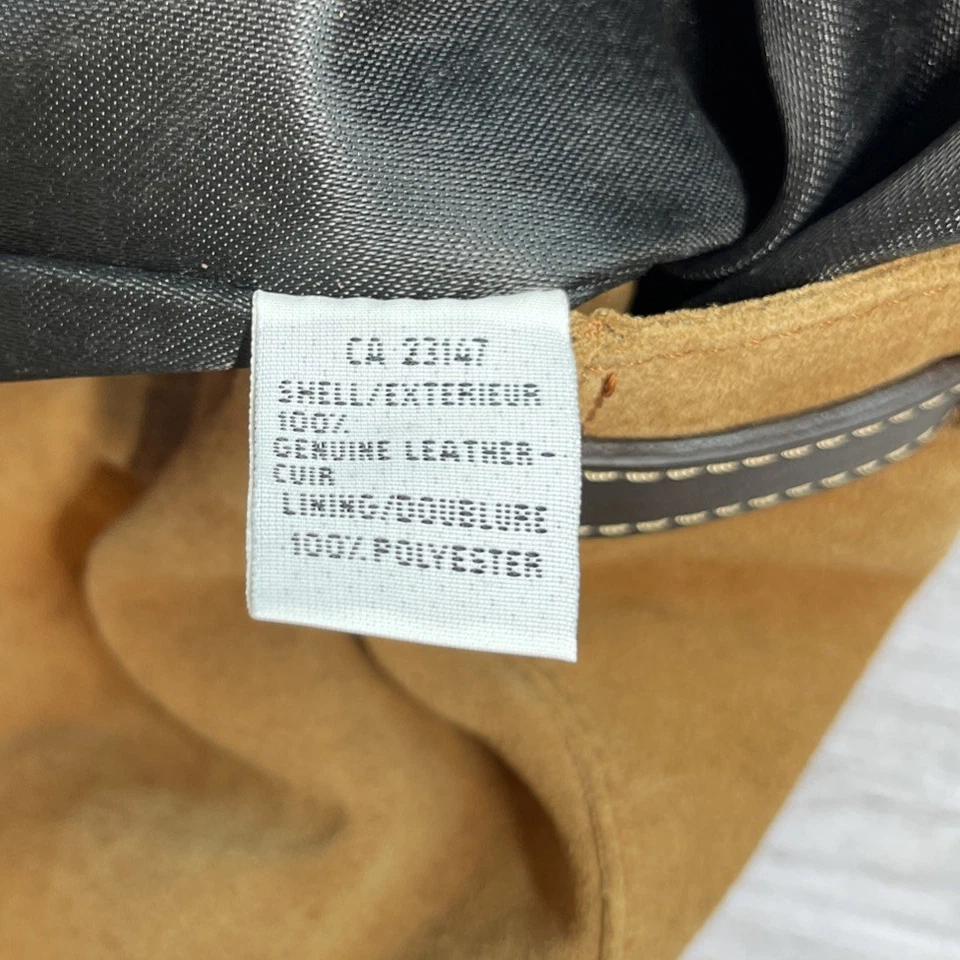 CA 23147
SHELL/EXTERIEUR
100%
GENUINE LEATHER-
CUIR
LINING/DOUBLURE
100% POLYESTER